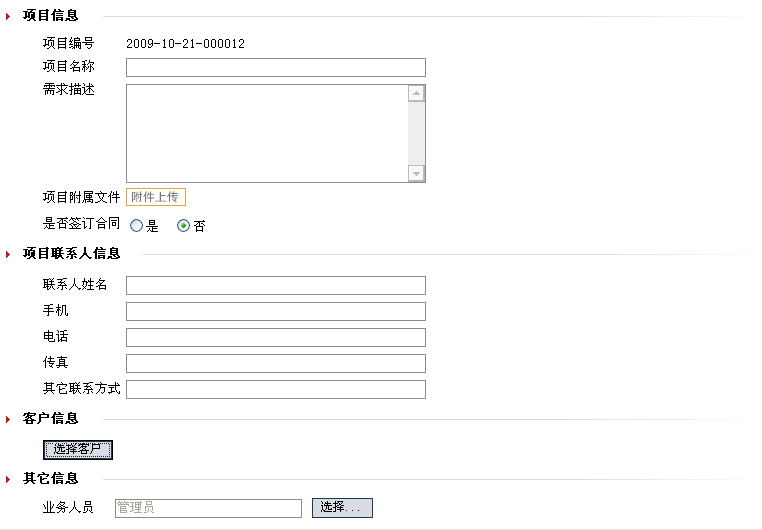 项目信息
项目编号 2009-10-21-000012
项目名称
需求描述
项目附属文件 附件上传
是否签订合同 是 否
项目联系人信息
联系人姓名
手机
电话
传真
其它联系方式
客户信息
选择客户
其它信息
业务人员 管理员 选择...